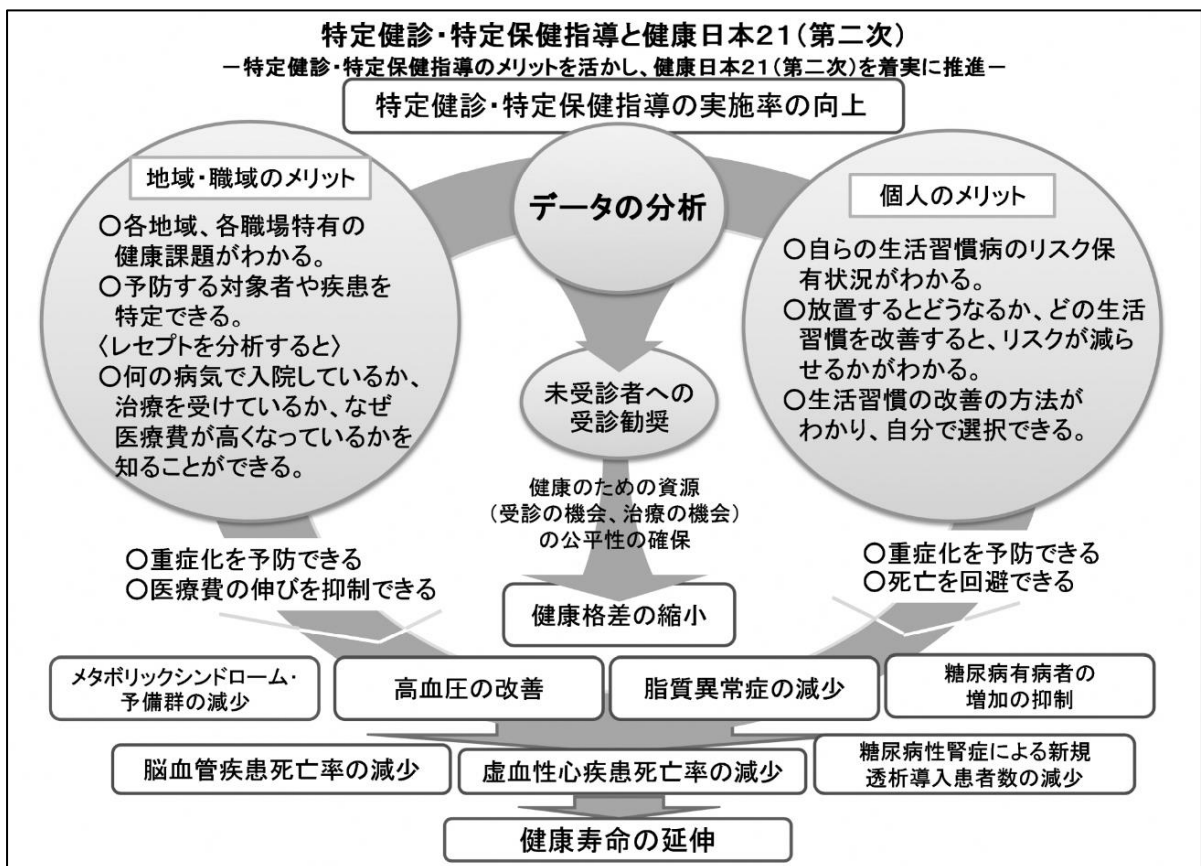 特定健診・特定保健指導と健康日本21(第二次)
－特定健診・特定保健指導のメリットを活かし、健康日本21(第二次)を着実に推進－
特定健診・特定保健指導の実施率の向上
地域・職域のメリット
○各地域、各職場特有の
健康課題がわかる。
○予防する対象者や疾患を
特定できる。
〈レセプトを分析すると〉
○何の病気で入院しているか、
治療を受けているか、なぜ
医療費が高くなっているかを
知ることができる。
データの分析
個人のメリット
○自らの生活習慣病のリスク保
有状況がわかる。
○放置するとどうなるか、どの生活
習慣を改善すると、リスクが減ら
せるかがわかる。
○生活習慣の改善の方法が
わかり、自分で選択できる。
未受診者への
受診勧奨
健康のための資源
(受診の機会、治療の機会)
の公平性の確保
○重症化を予防できる
○医療費の伸びを抑制できる
○重症化を予防できる
○死亡を回避できる
健康格差の縮小
メタボリックシンドローム・
予備群の減少
高血圧の改善
脂質異常症の減少
糖尿病有病者の
増加の抑制
脳血管疾患死亡率の減少
虚血性心疾患死亡率の減少
糖尿病性腎症による新規
透析導入患者数の減少
健康寿命の延伸